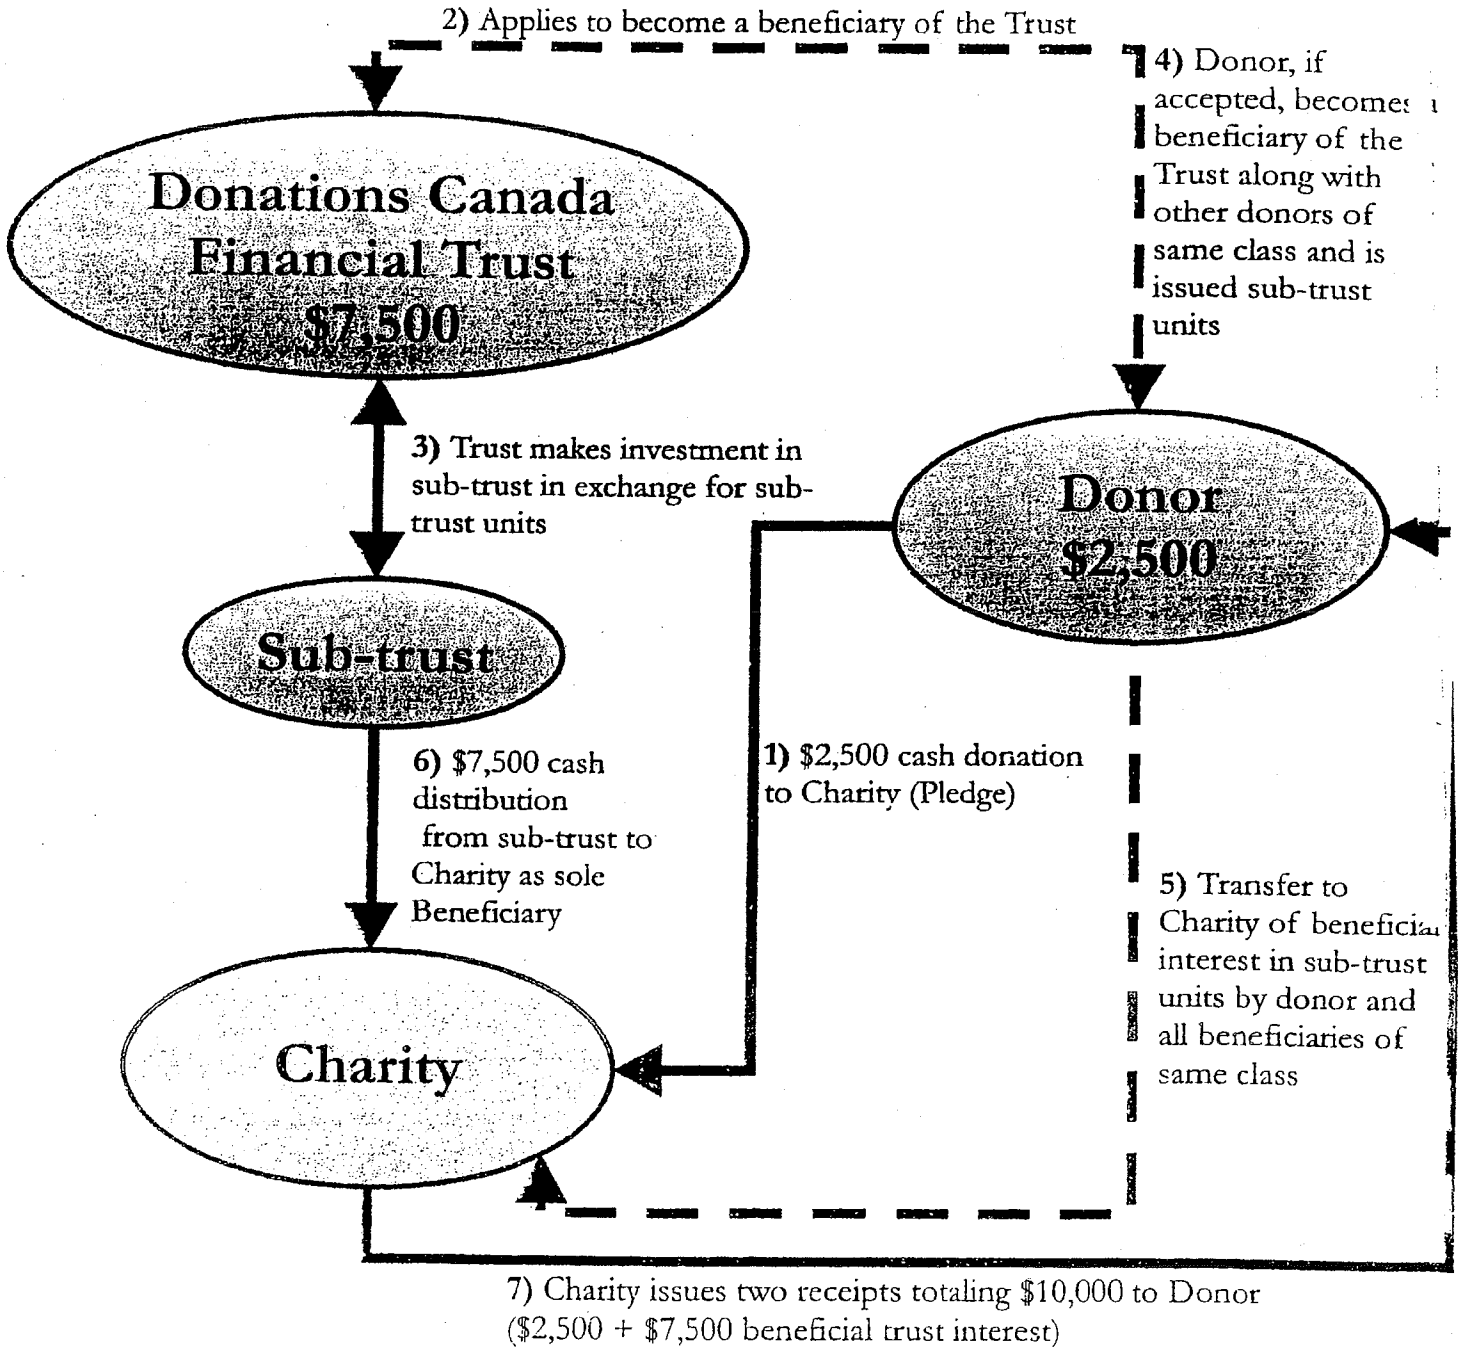 2) Applies to become a beneficiary of the Trust
4) Donor, if
accepted, becomes
beneficiary of the
Trust along with
other donors of
same class and is
issued sub-trust
units
Donations Canada
Financial Trust
$7,500
3) Trust makes investment in
sub-trust in exchange for sub-
trust units
Donor
$2,500
Sub-trust
6) $7,500 cash
distribution
from sub-trust to
Charity as sole
Beneficiary
1) $2,500 cash donation
to Charity (Pledge)
5) Transfer to
Charity of beneficial
interest in sub-trust
units by donor and
all beneficiaries of
same class
Charity
7) Charity issues two receipts totaling $10,000 to Donor
($2,500 + $7,500 beneficial trust interest)